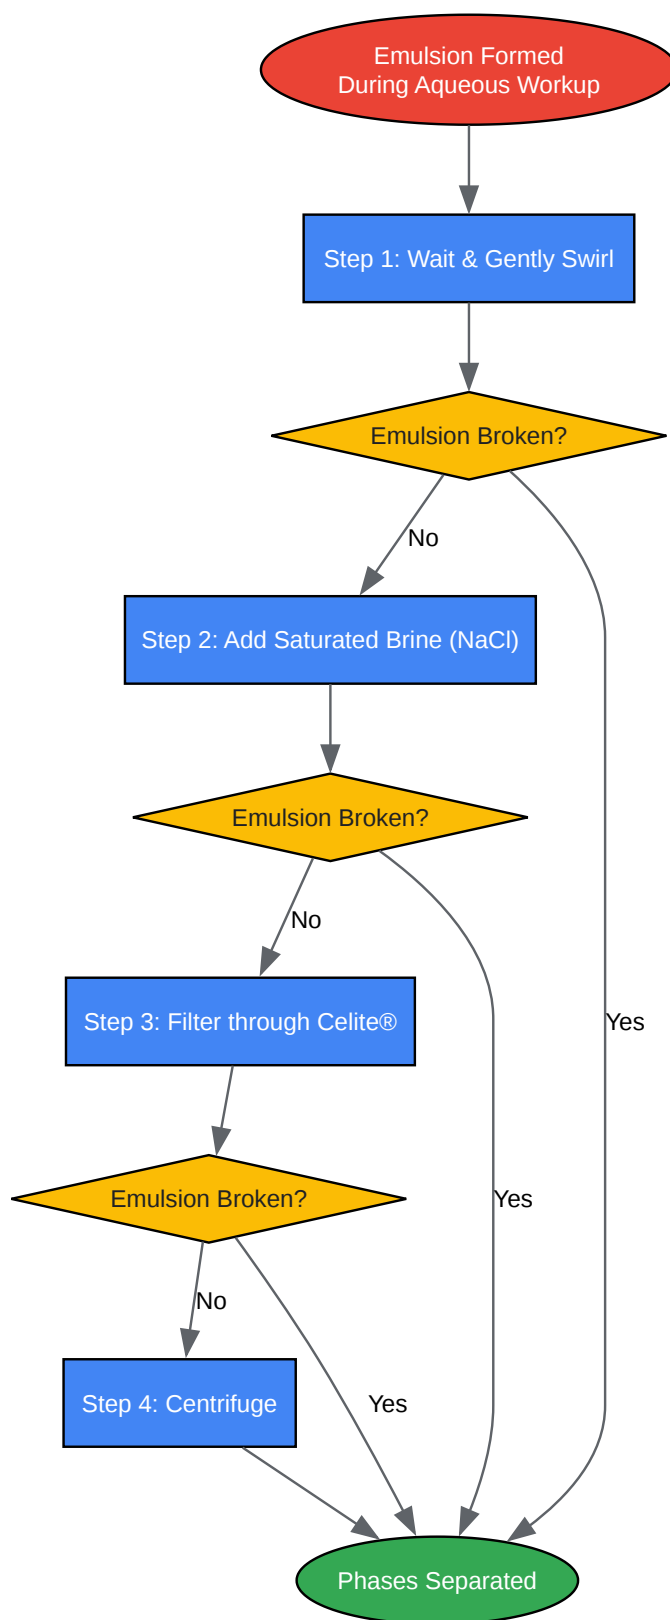 Emulsion Formed
During Aqueous Workup
Step 1: Wait & Gently Swirl
Emulsion Broken?
No
Step 2: Add Saturated Brine (NaCl)
Emulsion Broken?
No
Step 3: Filter through Celite®
Yes
Emulsion Broken?
Yes
No
Step 4: Centrifuge
Yes
Phases Separated